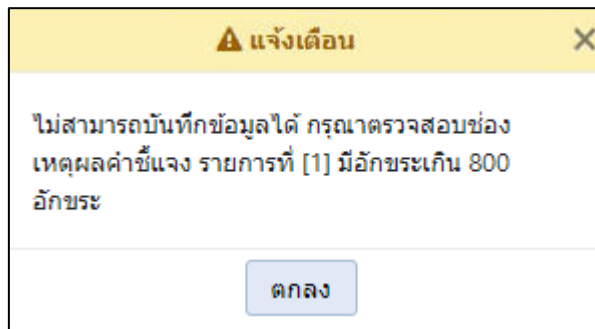 แจ้งเตือน
ไม่สามารถบันทึกข้อมูลได้ กรุณาตรวจสอบช่อง
เหตุผลคำชี้แจง รายการที่ [1] มีอักขระเกิน 800
อักขระ
ตกลง